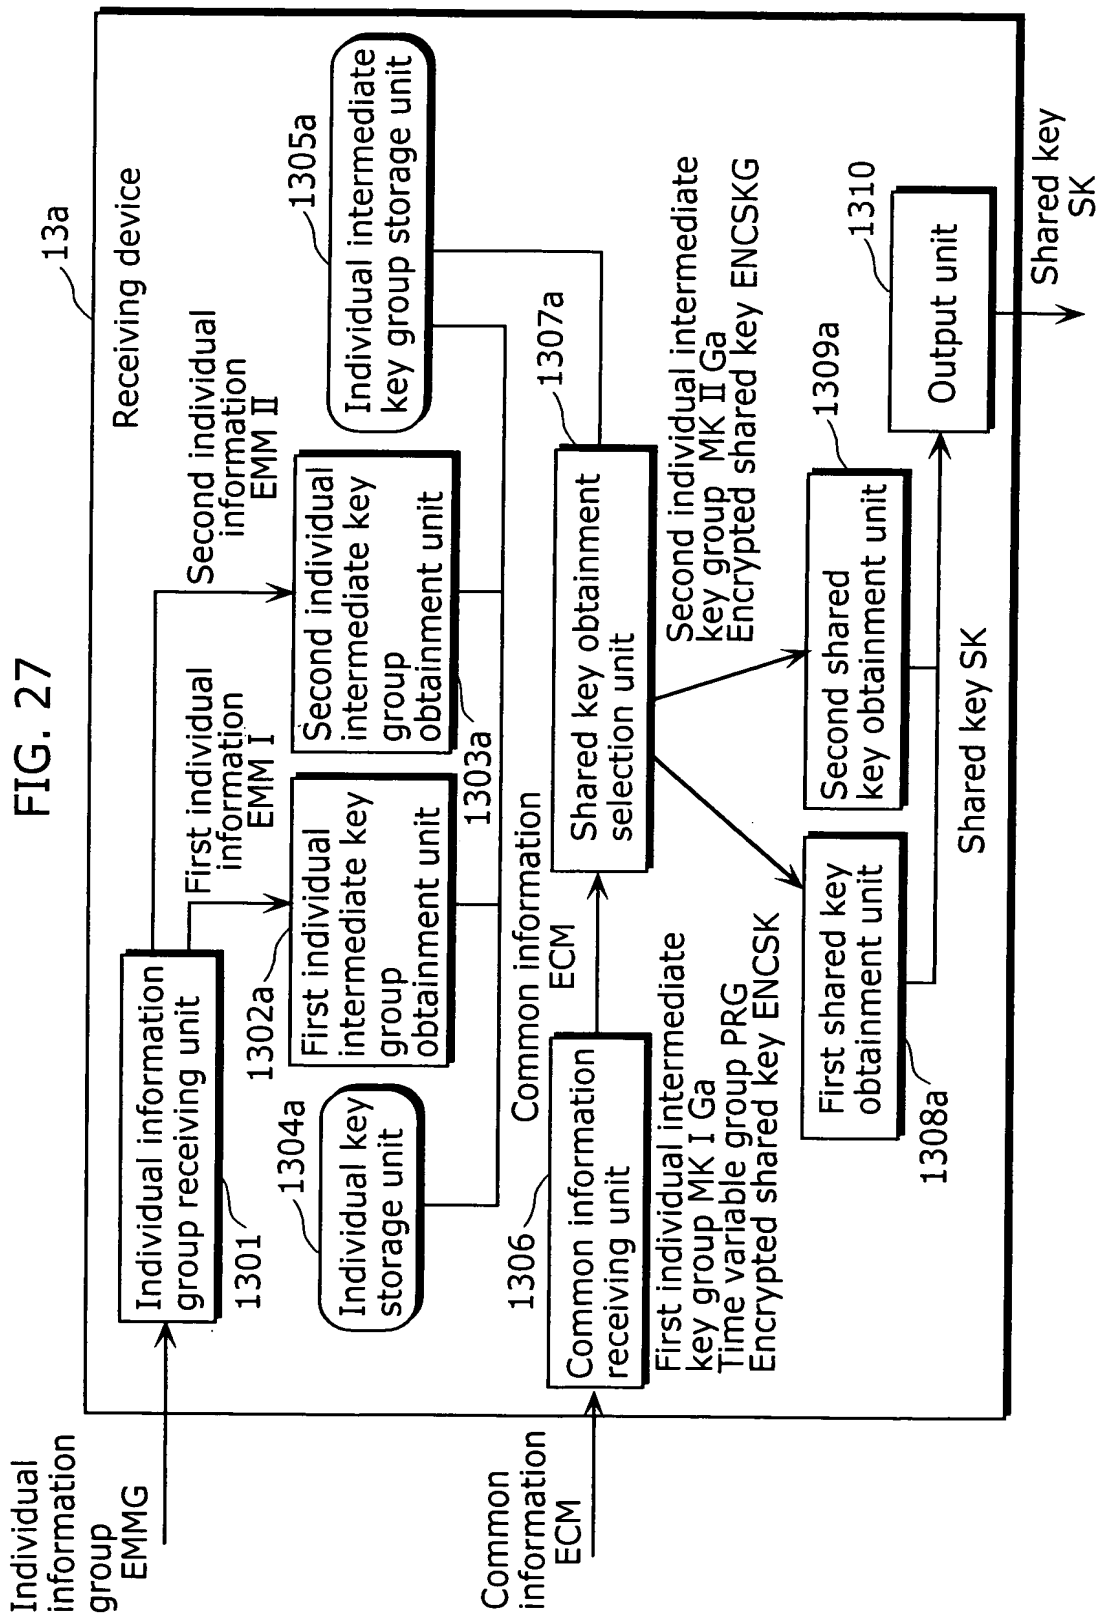 FIG. 27
13a
Receiving device
Individual
information
group
EMMG
Individual information
group receiving unit
1301
First individual
information
EMM I
Second individual
information
EMM II
1302a
First individual
intermediate key
group
obtainment unit
Second individual
intermediate key
group
obtainment unit
1303a
1304a
Individual key
storage unit
1305a
Individual intermediate
key group storage unit
Common
information
ECM
1306
Common information
receiving unit
Common information
ECM
1307a
Shared key obtainment
selection unit
First individual intermediate
key group MK I Ga
Time variable group PRG
Encrypted shared key ENCSK
Second individual intermediate
key group MK II Ga
Encrypted shared key ENCSKG
First shared key
obtainment unit
1308a
Second shared
key obtainment unit
1309a
Shared key SK
1310
Output unit
Shared key
SK